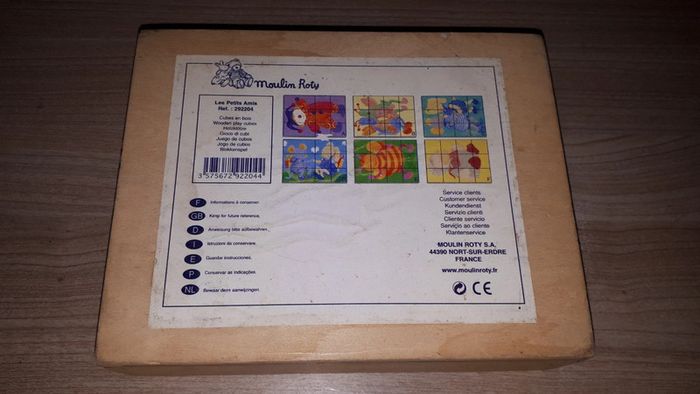 Moulin Roty
Les Petits Amis
Ref. : 292204
Cubes en bois
Wooden play cubes
Holzklötze
Gioco di cubi
Juego de cubos
Jogo de cubos
Blokkenspel
3 575672 922044
F Informations à conserver.
GB Keep for future reference.
D Anweisung bitte aufbewahren.
I Istruzioni da conservare.
E Guardar instrucciones.
P Conservar as indicações.
NL Bewaar deze aanwijzingen.
Service clients
Customer service
Kundendienst
Servizio clienti
Cliente servicio
Serviço ao cliente
Klantenservice
MOULIN ROTY S.A.
44390 NORT-SUR-ERDRE
FRANCE
www.moulinroty.fr
CE